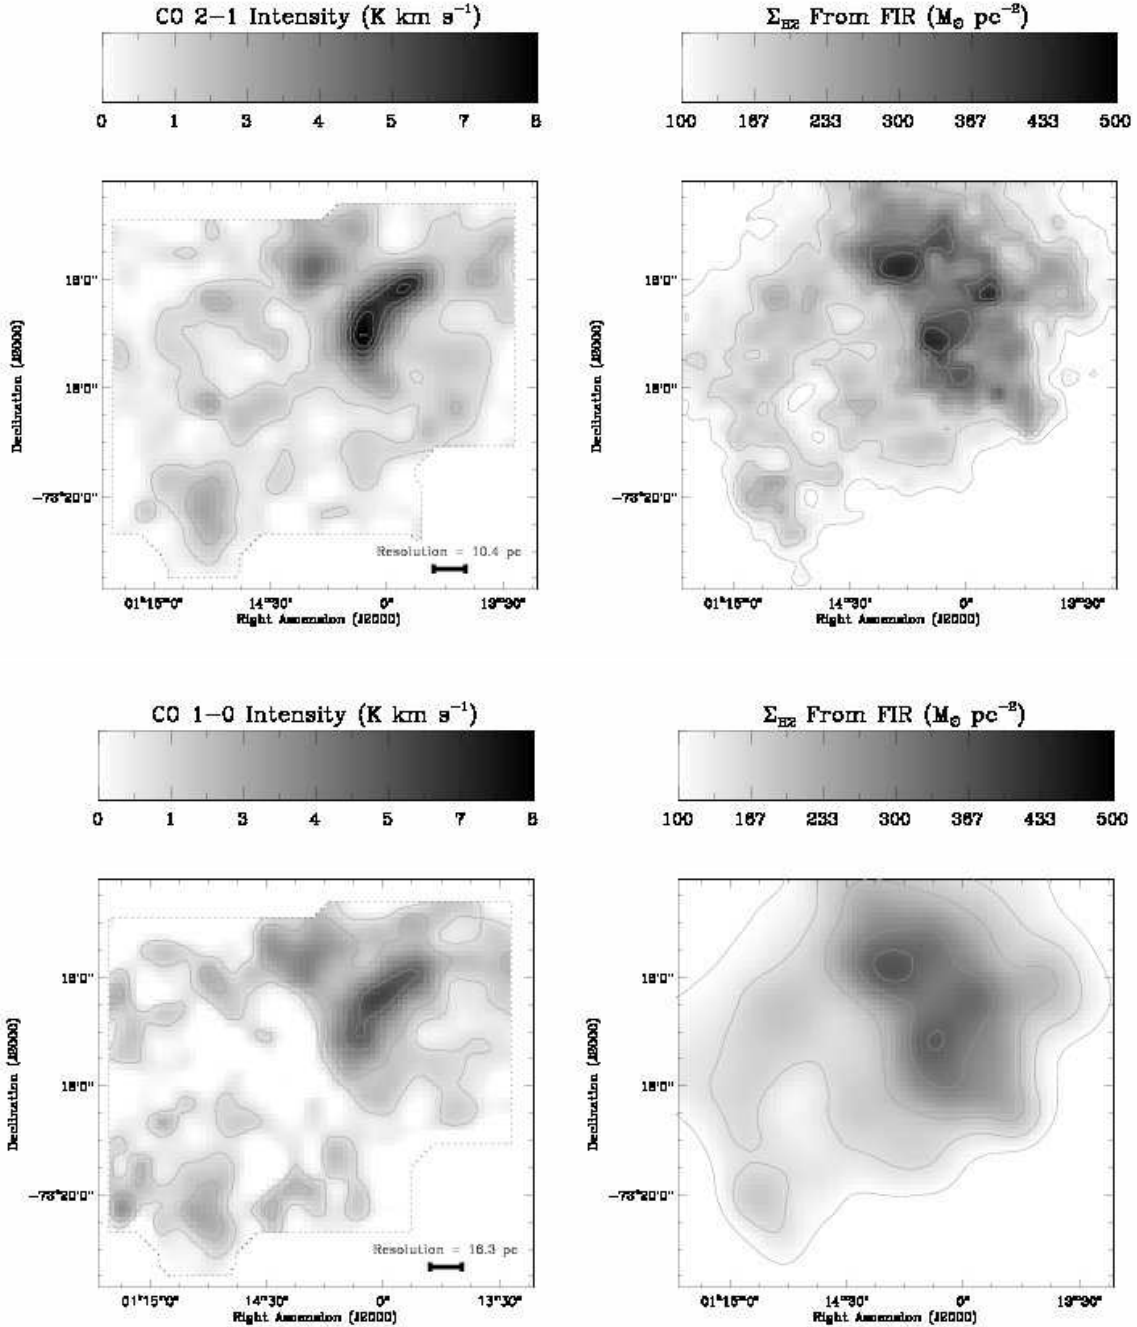 CO 2−1 Intensity (K km s⁻¹)
0 1 3 4 5 7 8
Σ_H2 From FIR (M⊙ pc⁻²)
100 167 233 300 367 433 500
Declination (J2000)
16'0"
18'0"
−73°20'0"
Resolution = 10.4 pc
01ʰ15ᵐ0ˢ 14ᵐ30ˢ 0ˢ 13ᵐ30ˢ
Right Ascension (J2000)
Declination (J2000)
16'0"
18'0"
−73°20'0"
01ʰ15ᵐ0ˢ 14ᵐ30ˢ 0ˢ 13ᵐ30ˢ
Right Ascension (J2000)
CO 1−0 Intensity (K km s⁻¹)
0 1 3 4 5 7 8
Σ_H2 From FIR (M⊙ pc⁻²)
100 167 233 300 367 433 500
Declination (J2000)
16'0"
18'0"
−73°20'0"
Resolution = 16.3 pc
01ʰ15ᵐ0ˢ 14ᵐ30ˢ 0ˢ 13ᵐ30ˢ
Right Ascension (J2000)
Declination (J2000)
16'0"
18'0"
−73°20'0"
01ʰ15ᵐ0ˢ 14ᵐ30ˢ 0ˢ 13ᵐ30ˢ
Right Ascension (J2000)